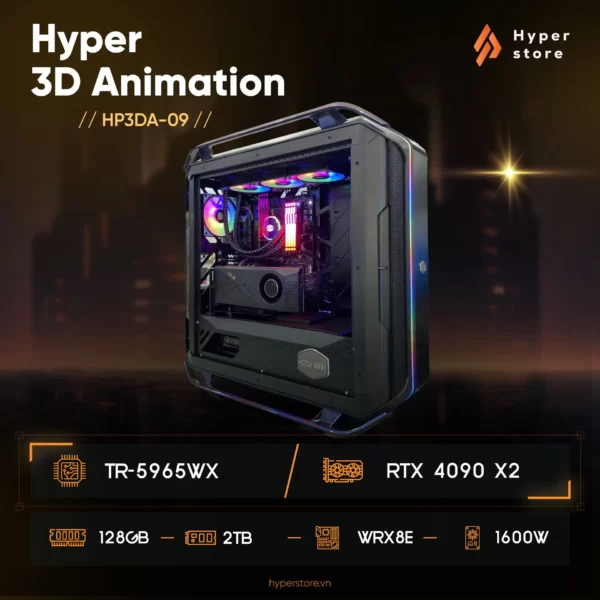 Hyper
3D Animation
// HP3DA-09 //
Hyper
store
TR-5965WX
RTX 4090 X2
128GB
2TB
WRX8E
1600W
hyperstore.vn